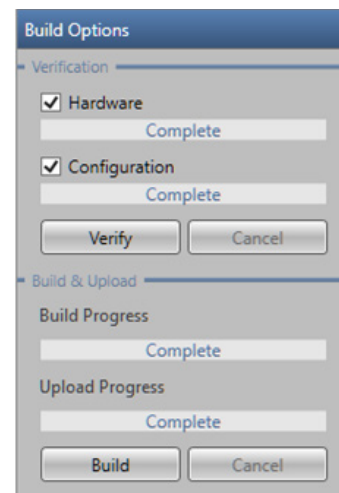 Build Options
Verification
Hardware
Complete
Configuration
Complete
Verify Cancel
Build & Upload
Build Progress
Complete
Upload Progress
Complete
Build Cancel